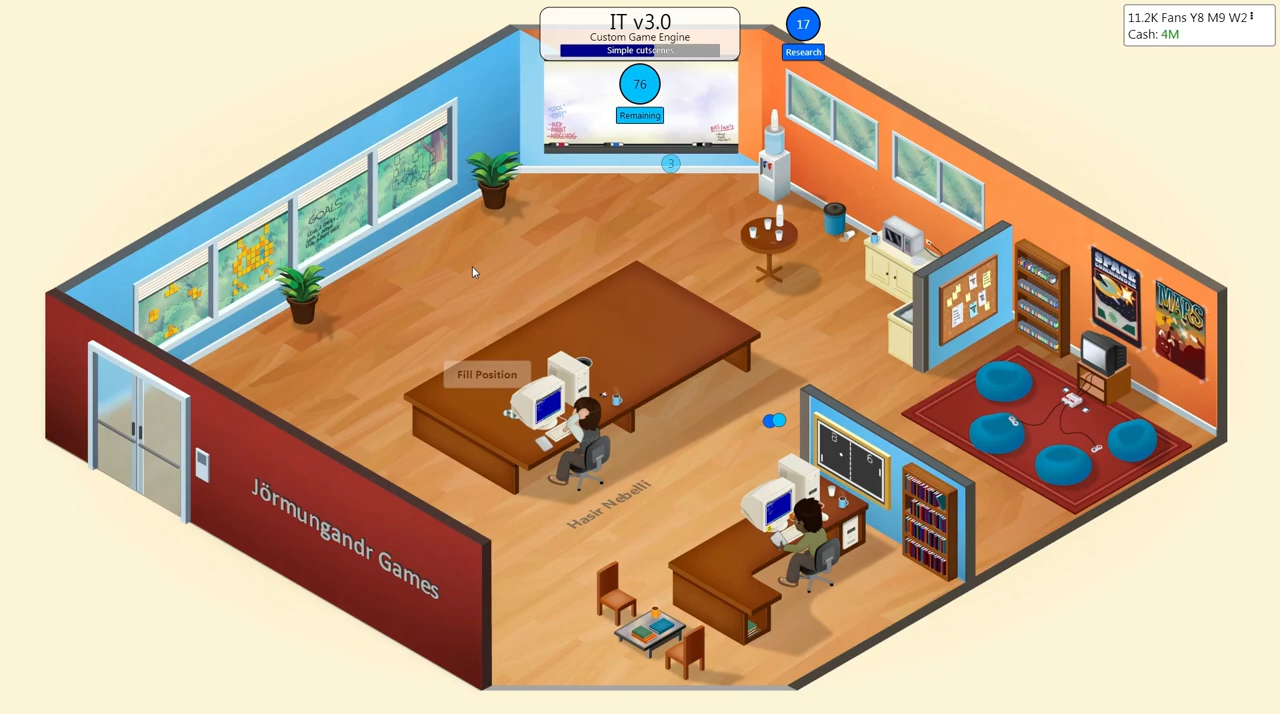 IT v3.0
Custom Game Engine
Simple cutscenes
17
Research
11.2K Fans Y8 M9 W2
Cash: 4M
76
Remaining
3
GOALS:
SPACE
MARS
Fill Position
Hasir Nebelli
Jörmungandr Games